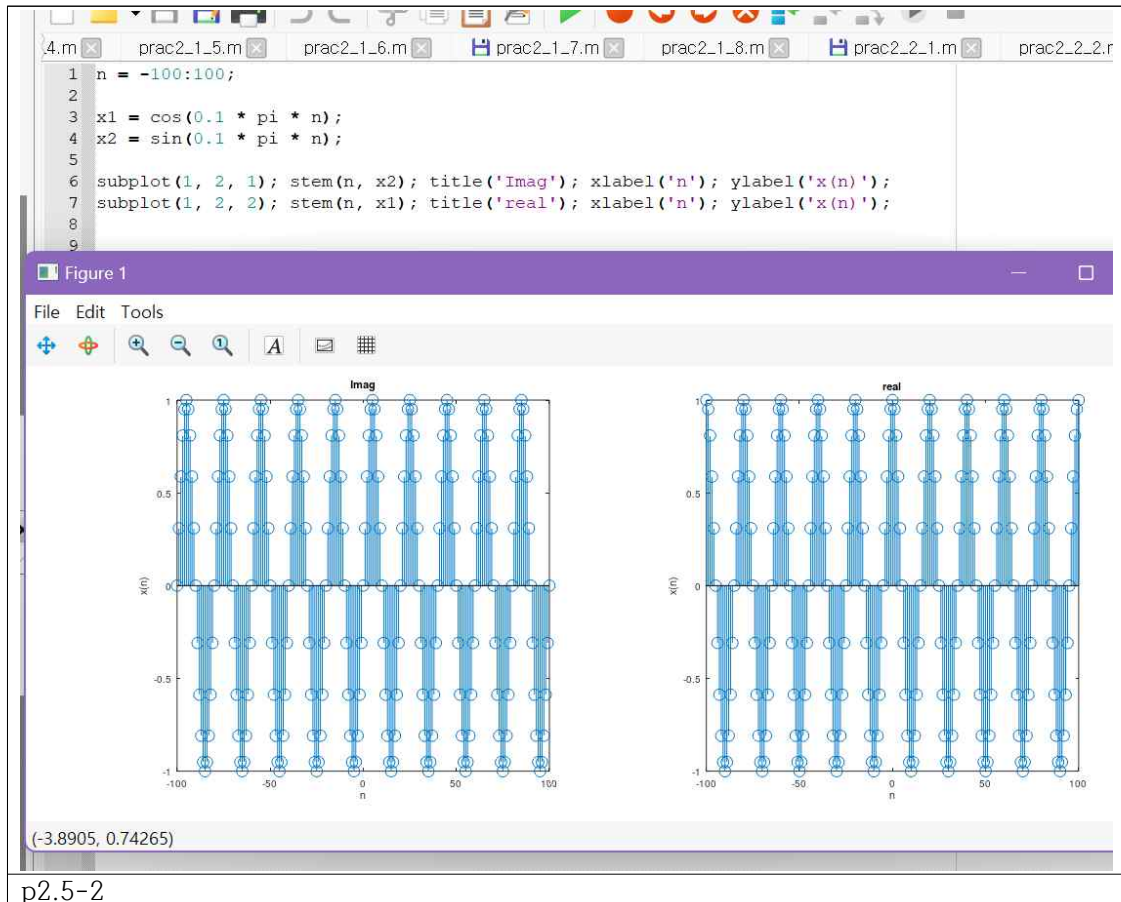 .4.m prac2_1_5.m prac2_1_6.m prac2_1_7.m prac2_1_8.m prac2_2_1.m prac2_2_2.m
1 n = -100:100;
2
3 x1 = cos(0.1 * pi * n);
4 x2 = sin(0.1 * pi * n);
5
6 subplot(1, 2, 1); stem(n, x2); title('Imag'); xlabel('n'); ylabel('x(n)');
7 subplot(1, 2, 2); stem(n, x1); title('real'); xlabel('n'); ylabel('x(n)');
8
9
Figure 1
File Edit Tools
A
Imag
1
0.5
0
-0.5
-1
x(n)
-100 -50 0 50 100
n
real
1
0.5
0
-0.5
-1
x(n)
-100 -50 0 50 100
n
(-3.8905, 0.74265)
p2.5-2